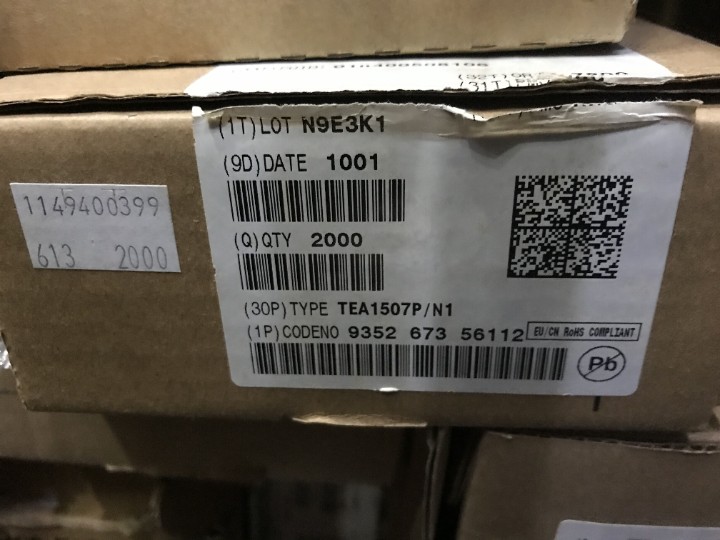 (1T)LOT N9E3K1
(9D)DATE 1001
(Q)QTY 2000
(30P)TYPE TEA1507P/N1
(1P)CODENO 9352 673 56112
EU/CN RoHS COMPLIANT
Pb
1149400399
613 2000